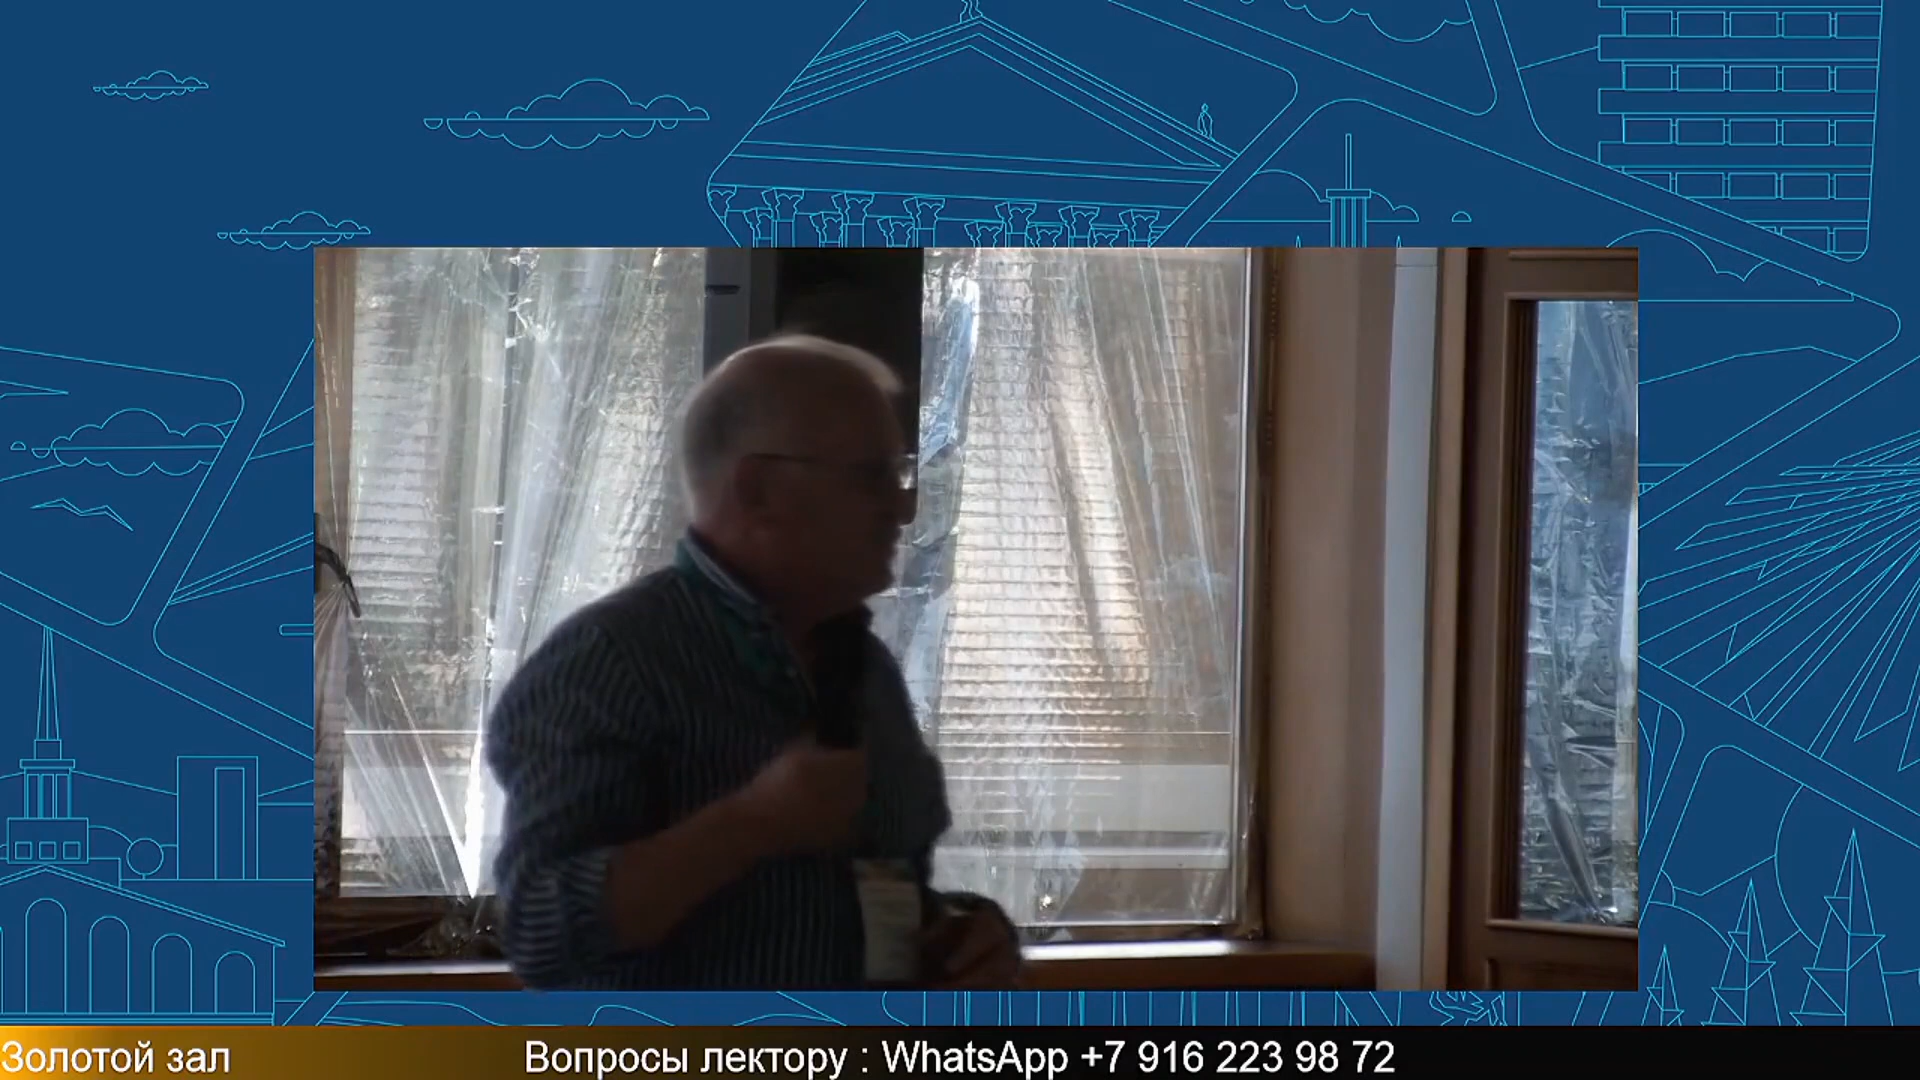 Золотой зал
Вопросы лектору : WhatsApp +7 916 223 98 72